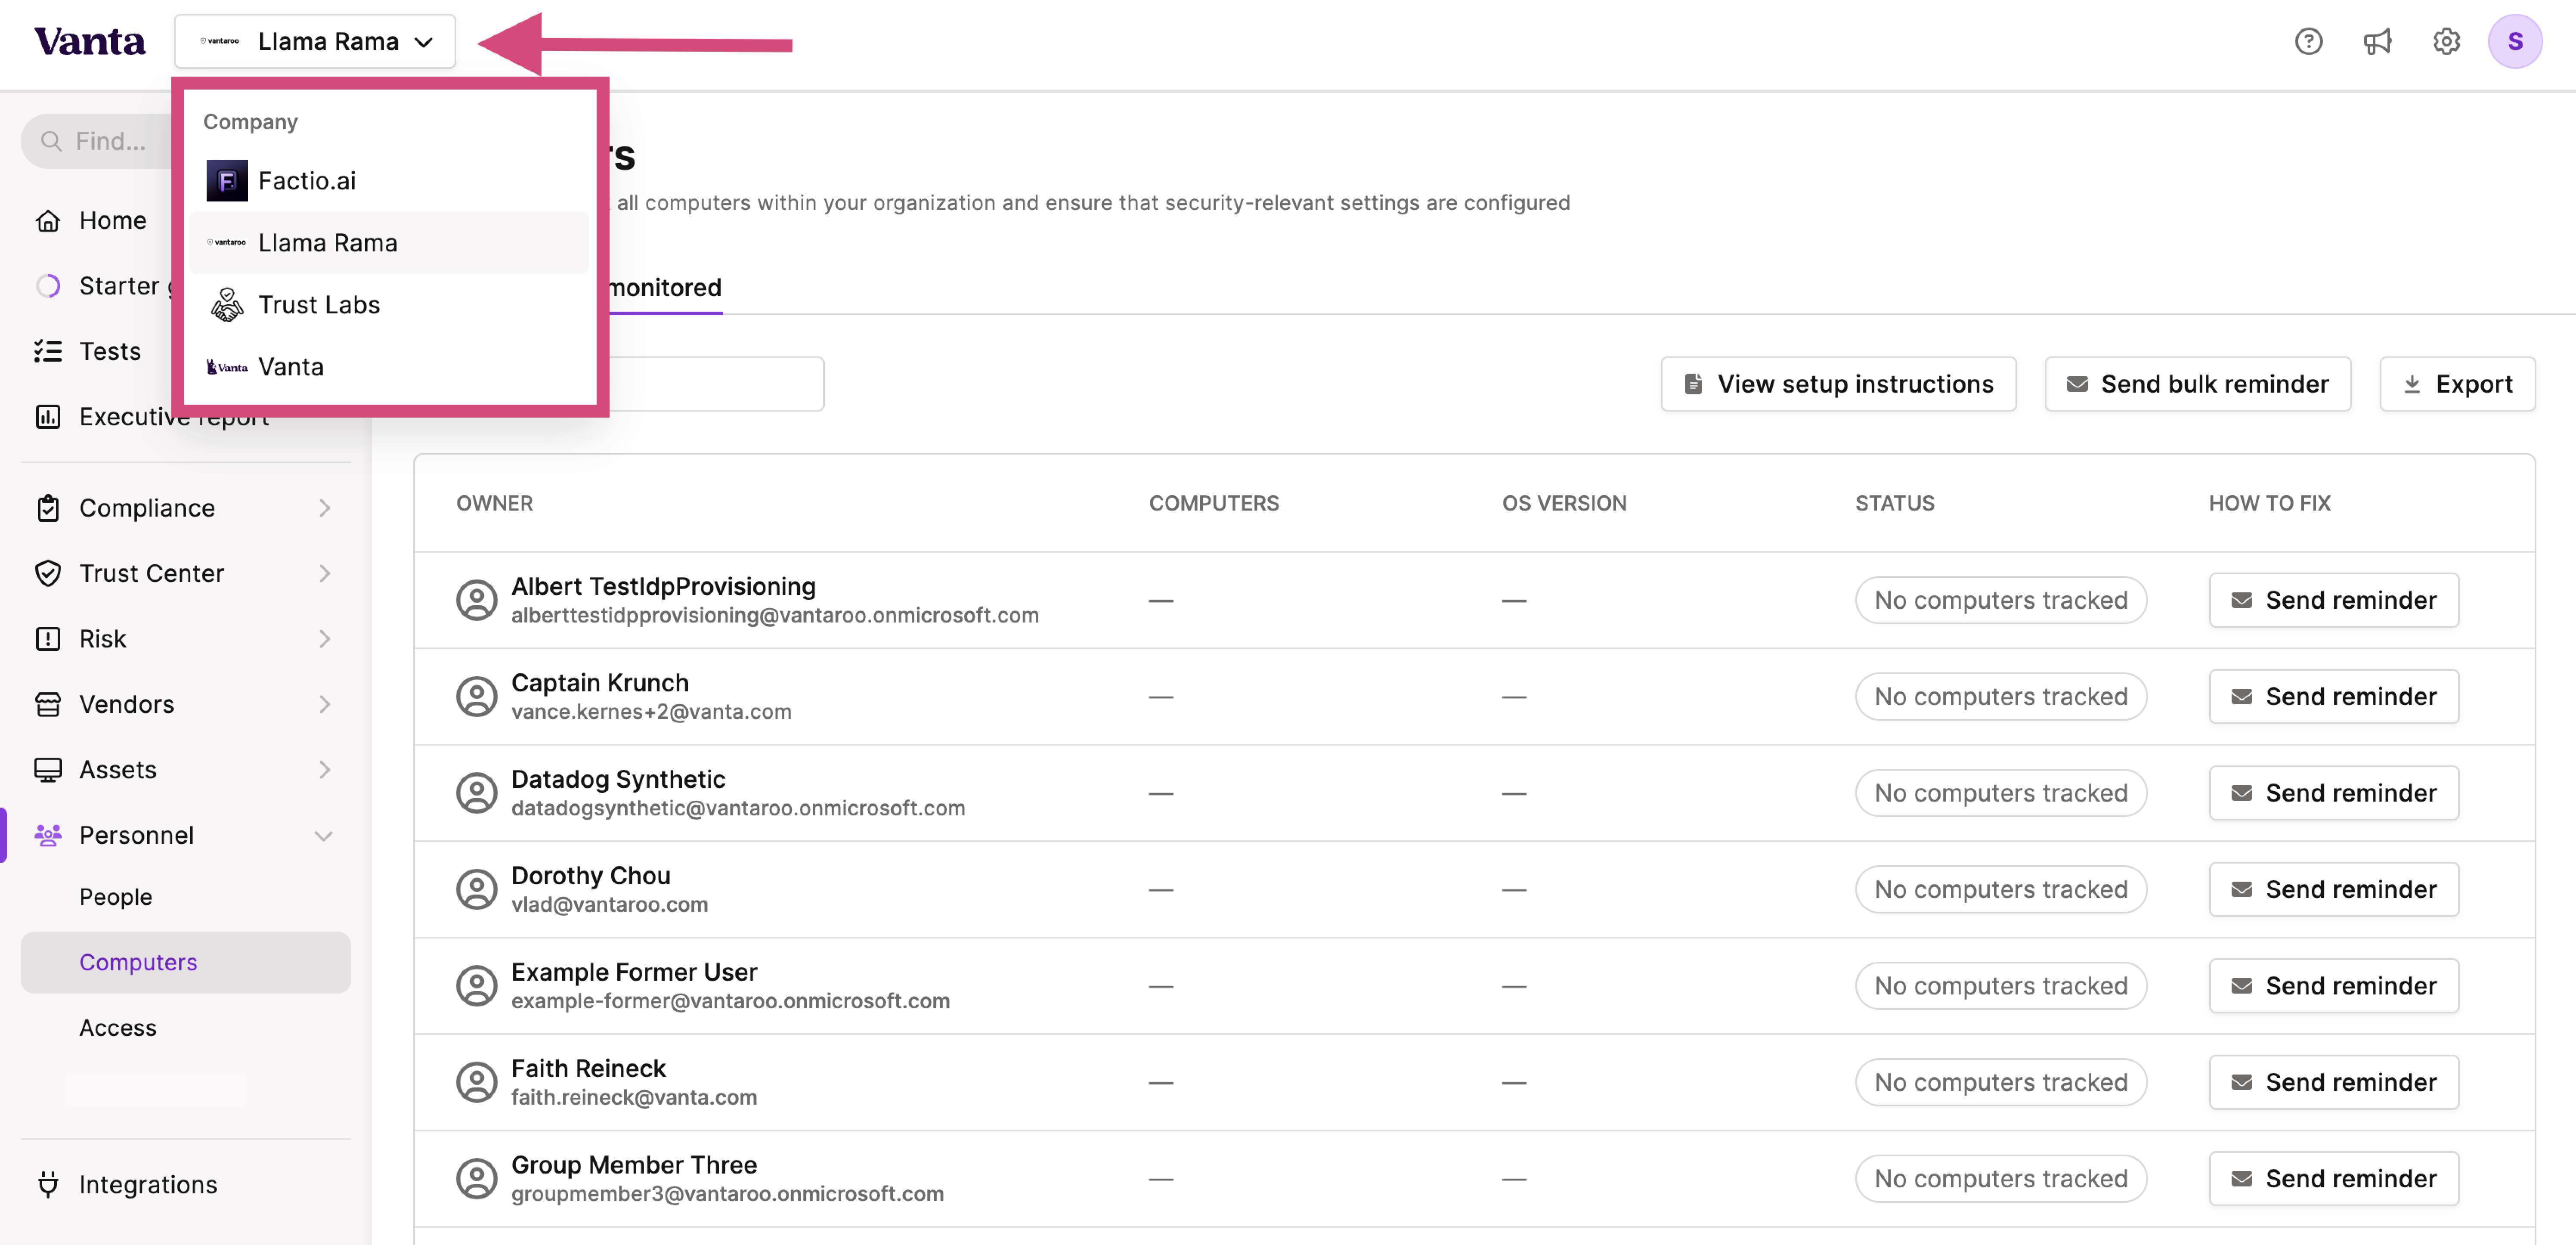 Vanta
vantaroo Llama Rama
S
Find...
Company
Factio.ai
vantaroo Llama Rama
Trust Labs
Vanta Vanta
Home
Starter
Tests
Executive report
Compliance
Trust Center
Risk
Vendors
Assets
Personnel
People
Computers
Access
Integrations
rs
all computers within your organization and ensure that security-relevant settings are configured
monitored
View setup instructions
Send bulk reminder
Export
OWNER COMPUTERS OS VERSION STATUS HOW TO FIX
Albert TestIdpProvisioning
alberttestidpprovisioning@vantaroo.onmicrosoft.com
— — No computers tracked Send reminder
Captain Krunch
vance.kernes+2@vanta.com
— — No computers tracked Send reminder
Datadog Synthetic
datadogsynthetic@vantaroo.onmicrosoft.com
— — No computers tracked Send reminder
Dorothy Chou
vlad@vantaroo.com
— — No computers tracked Send reminder
Example Former User
example-former@vantaroo.onmicrosoft.com
— — No computers tracked Send reminder
Faith Reineck
faith.reineck@vanta.com
— — No computers tracked Send reminder
Group Member Three
groupmember3@vantaroo.onmicrosoft.com
— — No computers tracked Send reminder